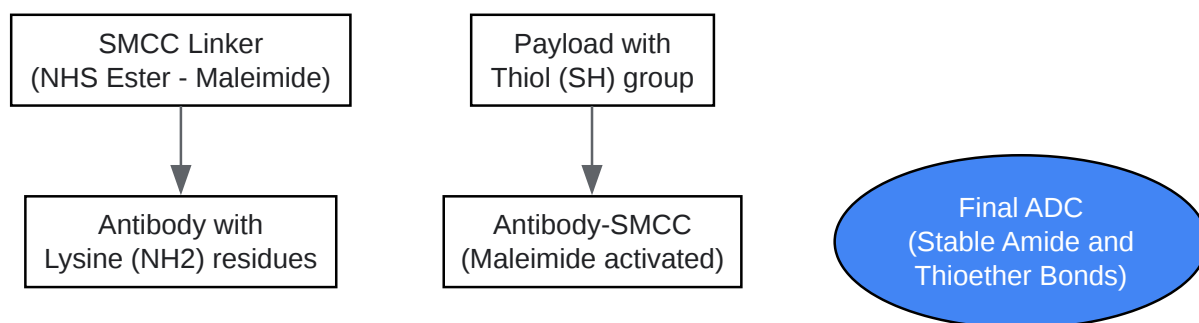 SMCC Linker
(NHS Ester - Maleimide)
Payload with
Thiol (SH) group
Antibody with
Lysine (NH2) residues
Antibody-SMCC
(Maleimide activated)
Final ADC
(Stable Amide and
Thioether Bonds)